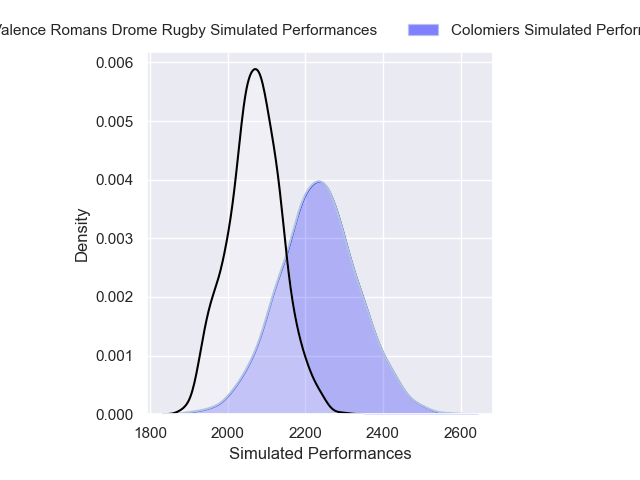 Valence Romans Drome Rugby Simulated Performances
Colomiers Simulated Perfor
0.006
0.005
0.004
0.003
0.002
0.001
0.000
Density
1800 2000 2200 2400 2600
Simulated Performances